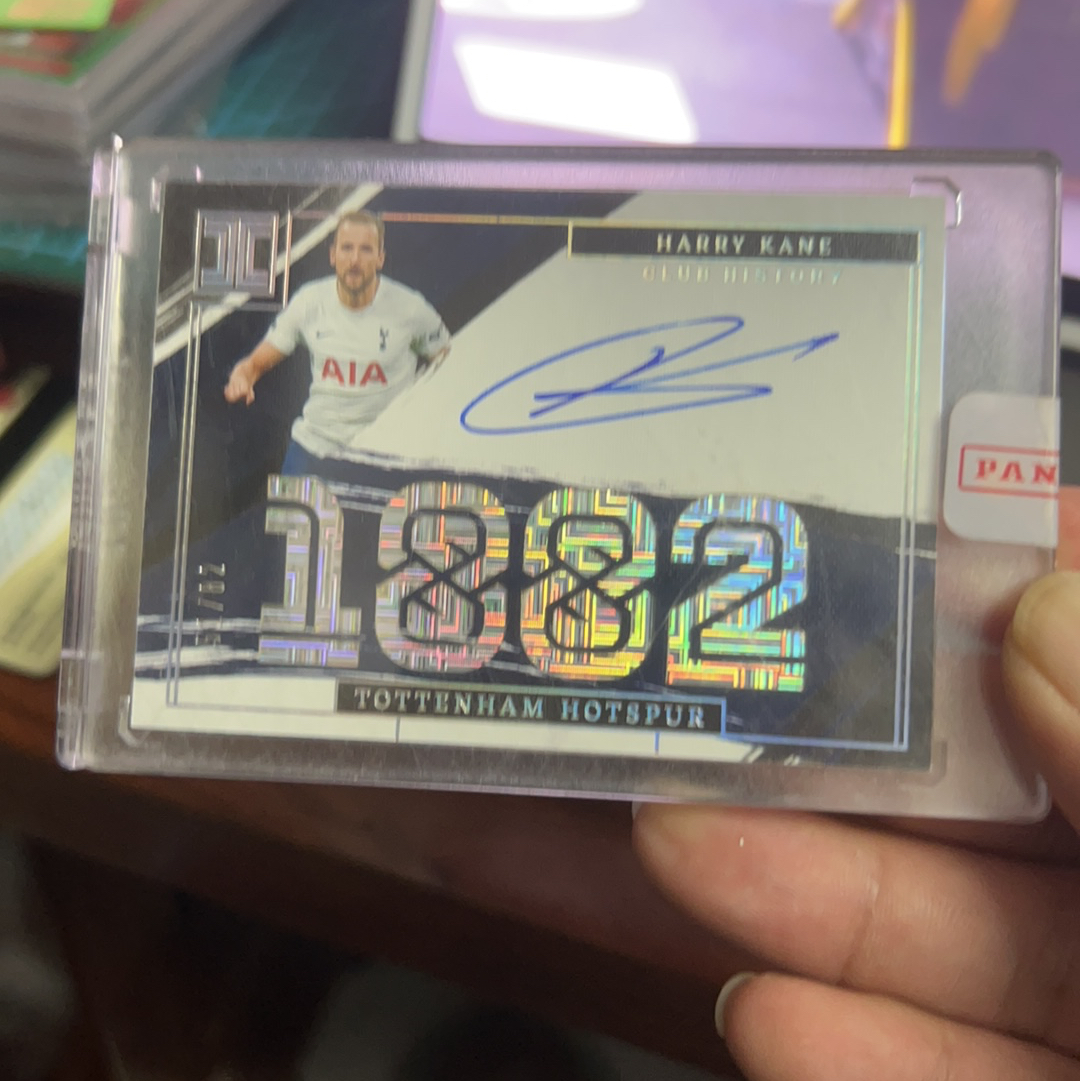 HARRY KANE
CLUB HISTORY
AIA
PAN
1882
TOTTENHAM HOTSPUR